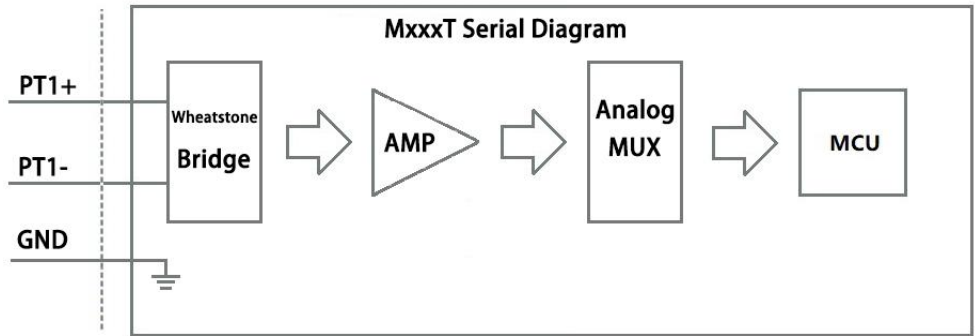 MxxxT Serial Diagram
PT1+
PT1-
GND
Wheatstone
Bridge
AMP
Analog
MUX
MCU